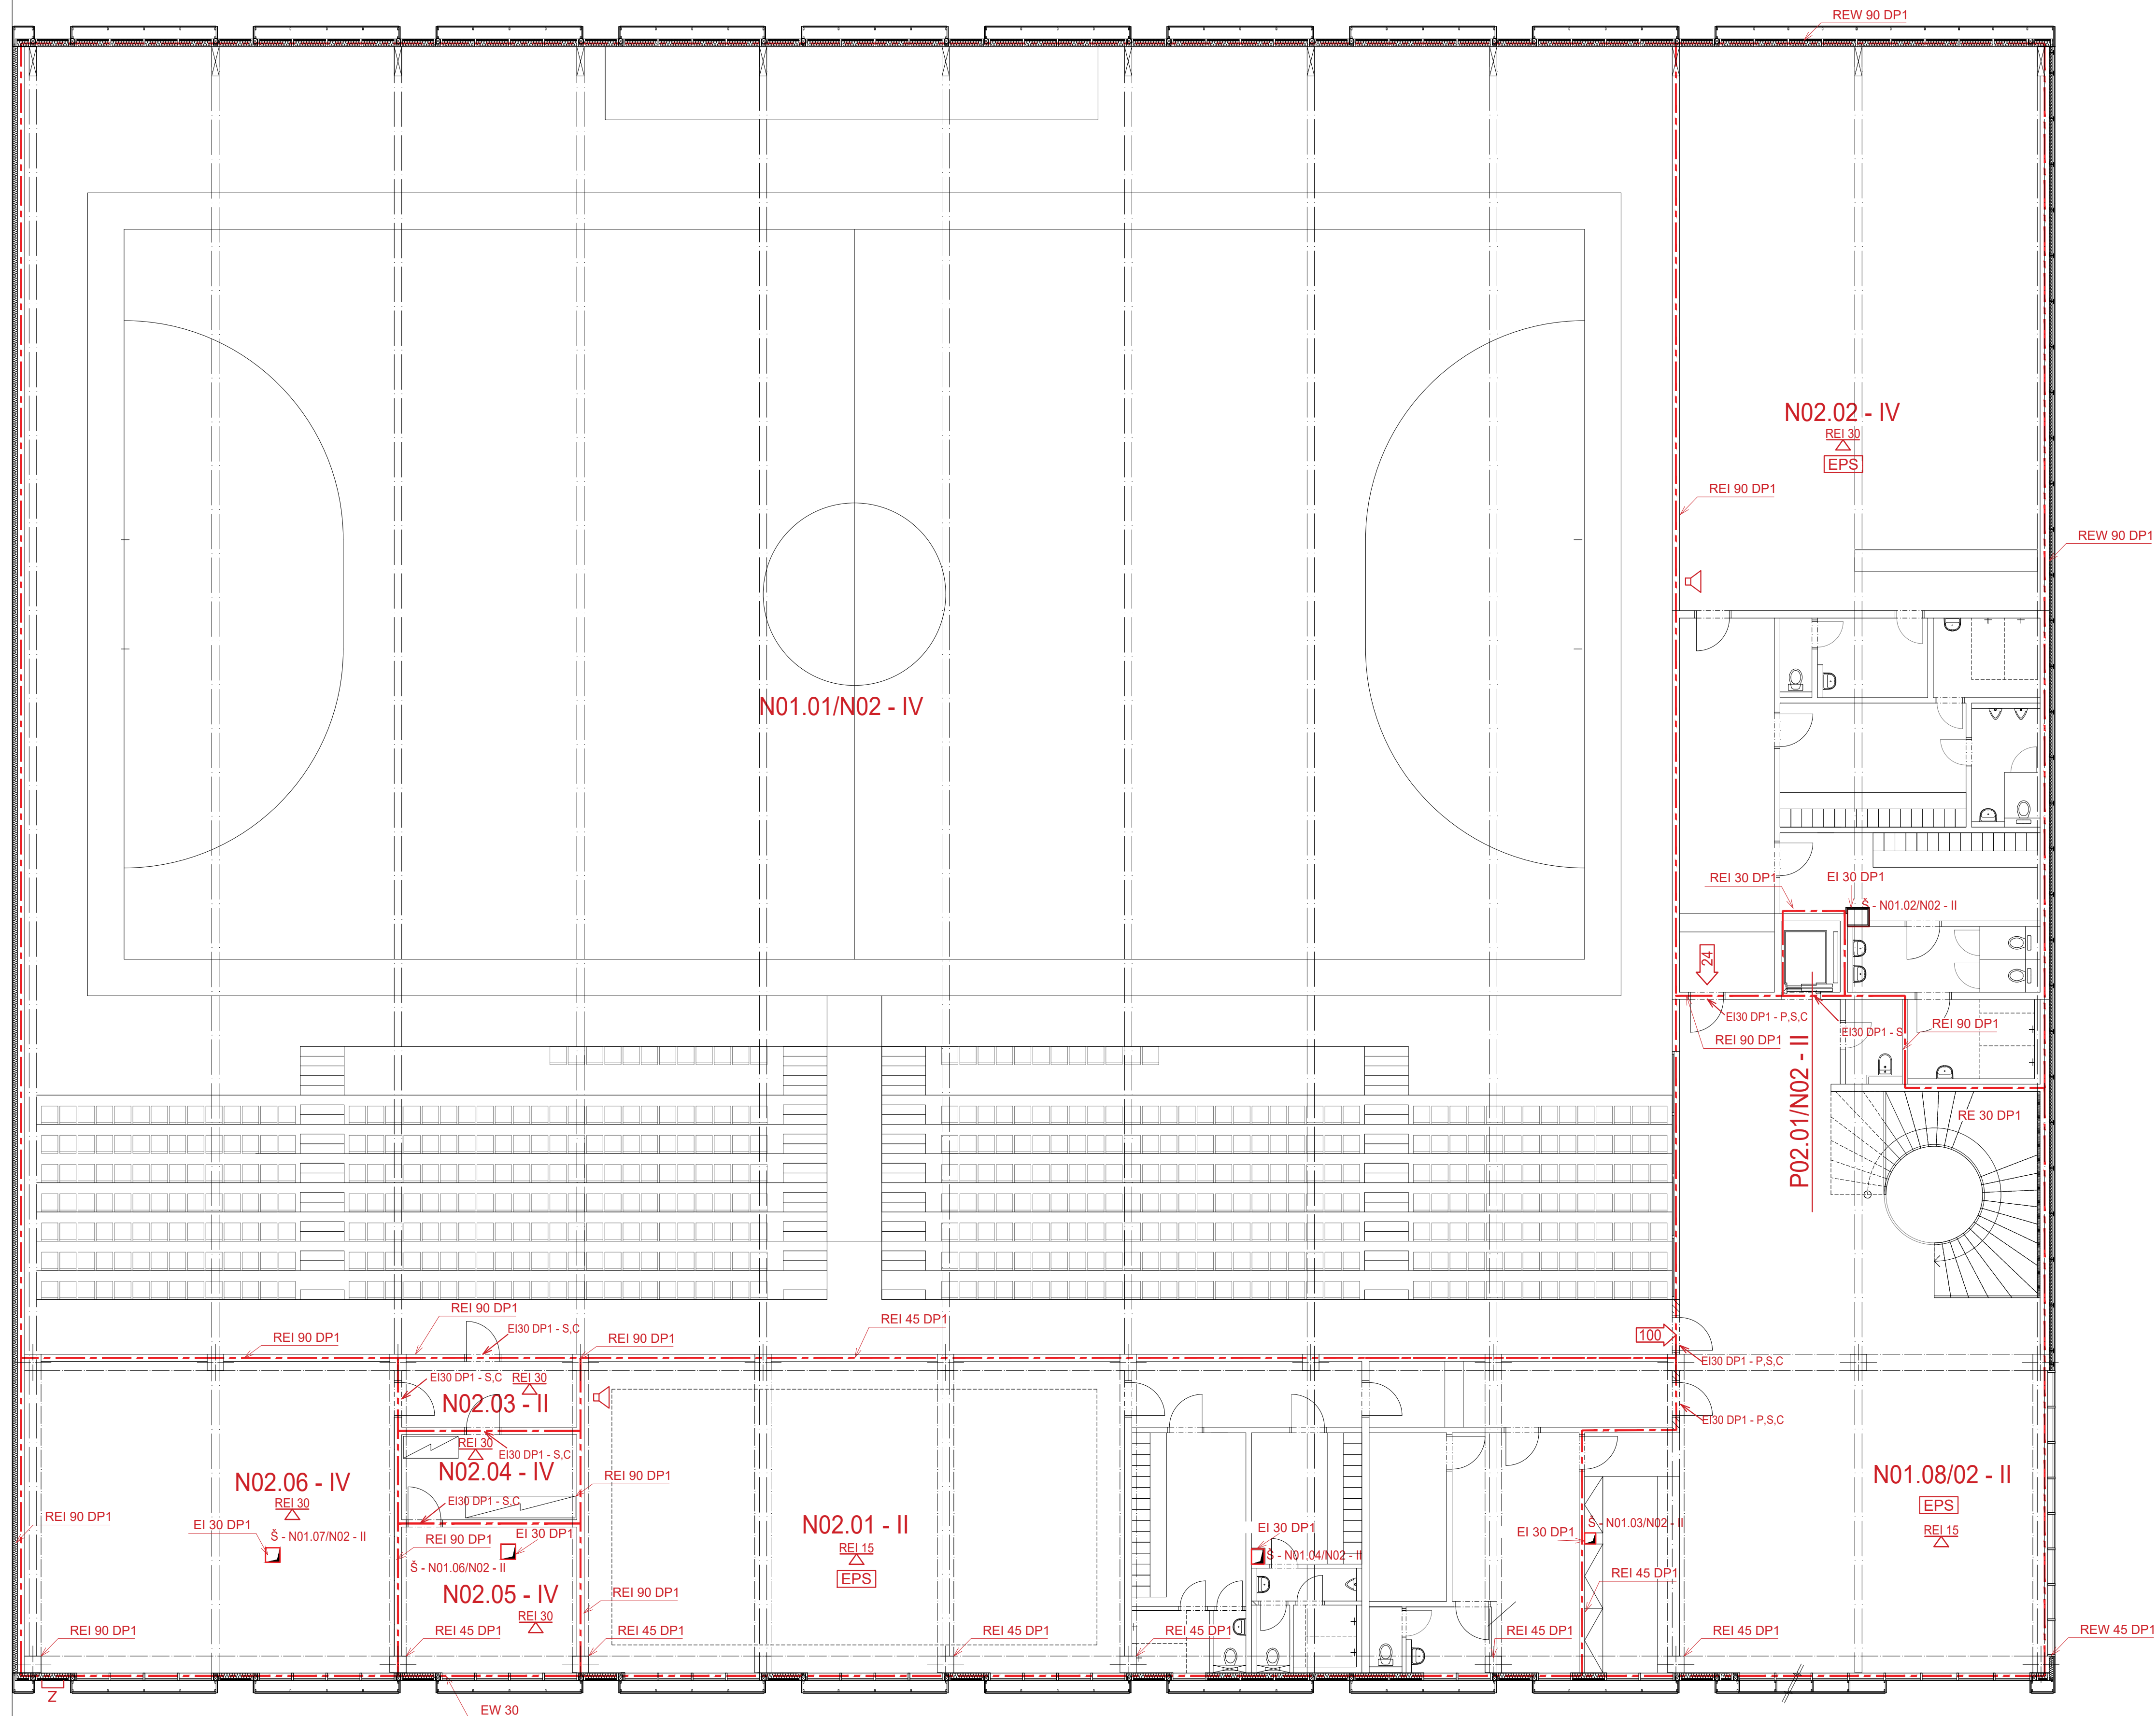 REW 90 DP1
N02.02 - IV
REI 30
EPS
REI 90 DP1
REW 90 DP1
N01.01/N02 - IV
REI 30 DP1
EI 30 DP1
Š - N01.02/N02 - II
24
EI30 DP1 - P,S,C
REI 90 DP1
EI30 DP1 - S
REI 90 DP1
P02.01/N02 - II
RE 30 DP1
REI 90 DP1
REI 90 DP1
EI30 DP1 - S,C
REI 90 DP1
REI 45 DP1
100
EI30 DP1 - P,S,C
EI30 DP1 - S,C
REI 30
N02.03 - II
EI30 DP1 - P,S,C
REI 30
EI30 DP1 - S,C
N02.04 - IV
REI 90 DP1
N02.06 - IV
REI 30
EI30 DP1 - S,C
N01.08/02 - II
EPS
REI 15
REI 90 DP1
EI 30 DP1
Š - N01.07/N02 - II
REI 90 DP1
EI 30 DP1
Š - N01.06/N02 - II
N02.01 - II
REI 15
EPS
EI 30 DP1
Š - N01.04/N02 - II
EI 30 DP1
Š - N01.03/N02 - II
REI 45 DP1
N02.05 - IV
REI 30
REI 90 DP1
REI 90 DP1
REI 45 DP1
REI 45 DP1
REI 45 DP1
REI 45 DP1
REI 45 DP1
REI 45 DP1
REW 45 DP1
Z
EW 30